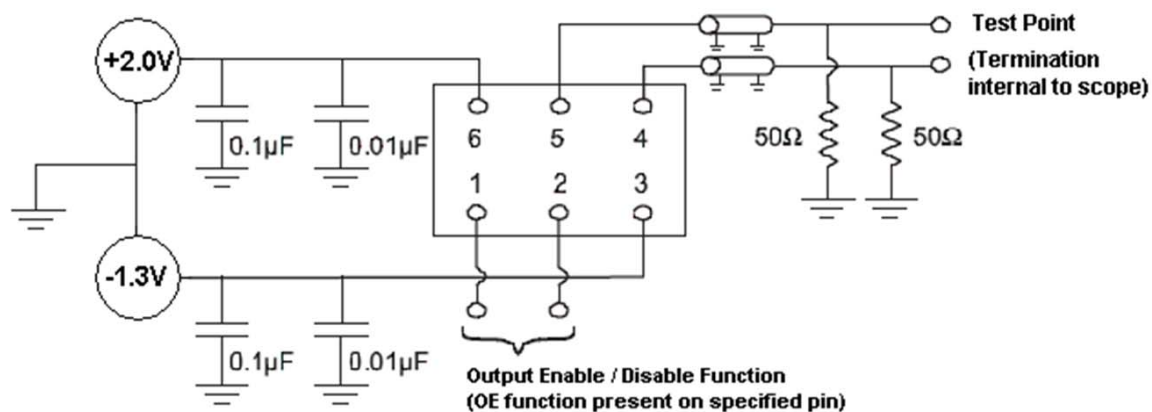 +2.0V
Test Point
(Termination
internal to scope)
0.1µF
0.01µF
6
5
4
50Ω
50Ω
1
2
3
-1.3V
0.1µF
0.01µF
Output Enable / Disable Function
(OE function present on specified pin)